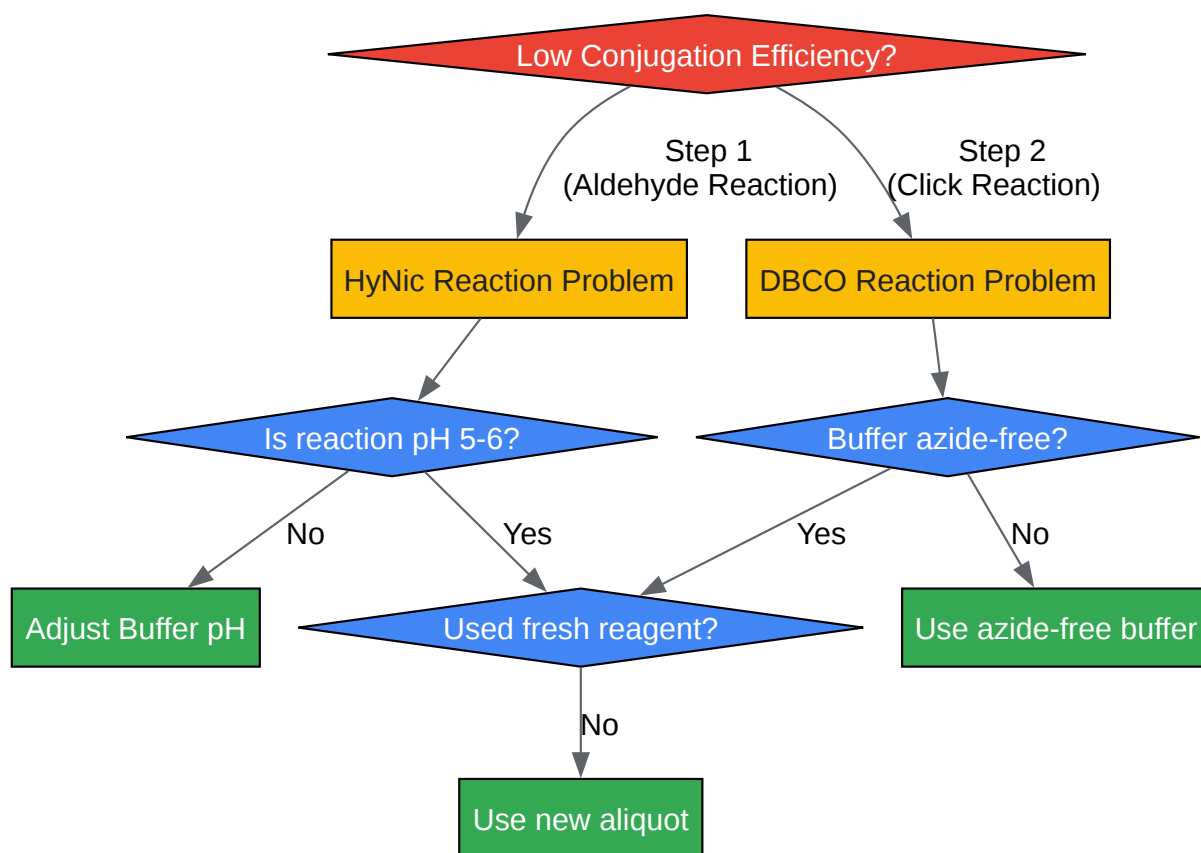 Low Conjugation Efficiency?
Step 1
(Aldehyde Reaction)
Step 2
(Click Reaction)
HyNic Reaction Problem
DBCO Reaction Problem
Is reaction pH 5-6?
Buffer azide-free?
No
Yes
Yes
No
Adjust Buffer pH
Used fresh reagent?
Use azide-free buffer
No
Use new aliquot